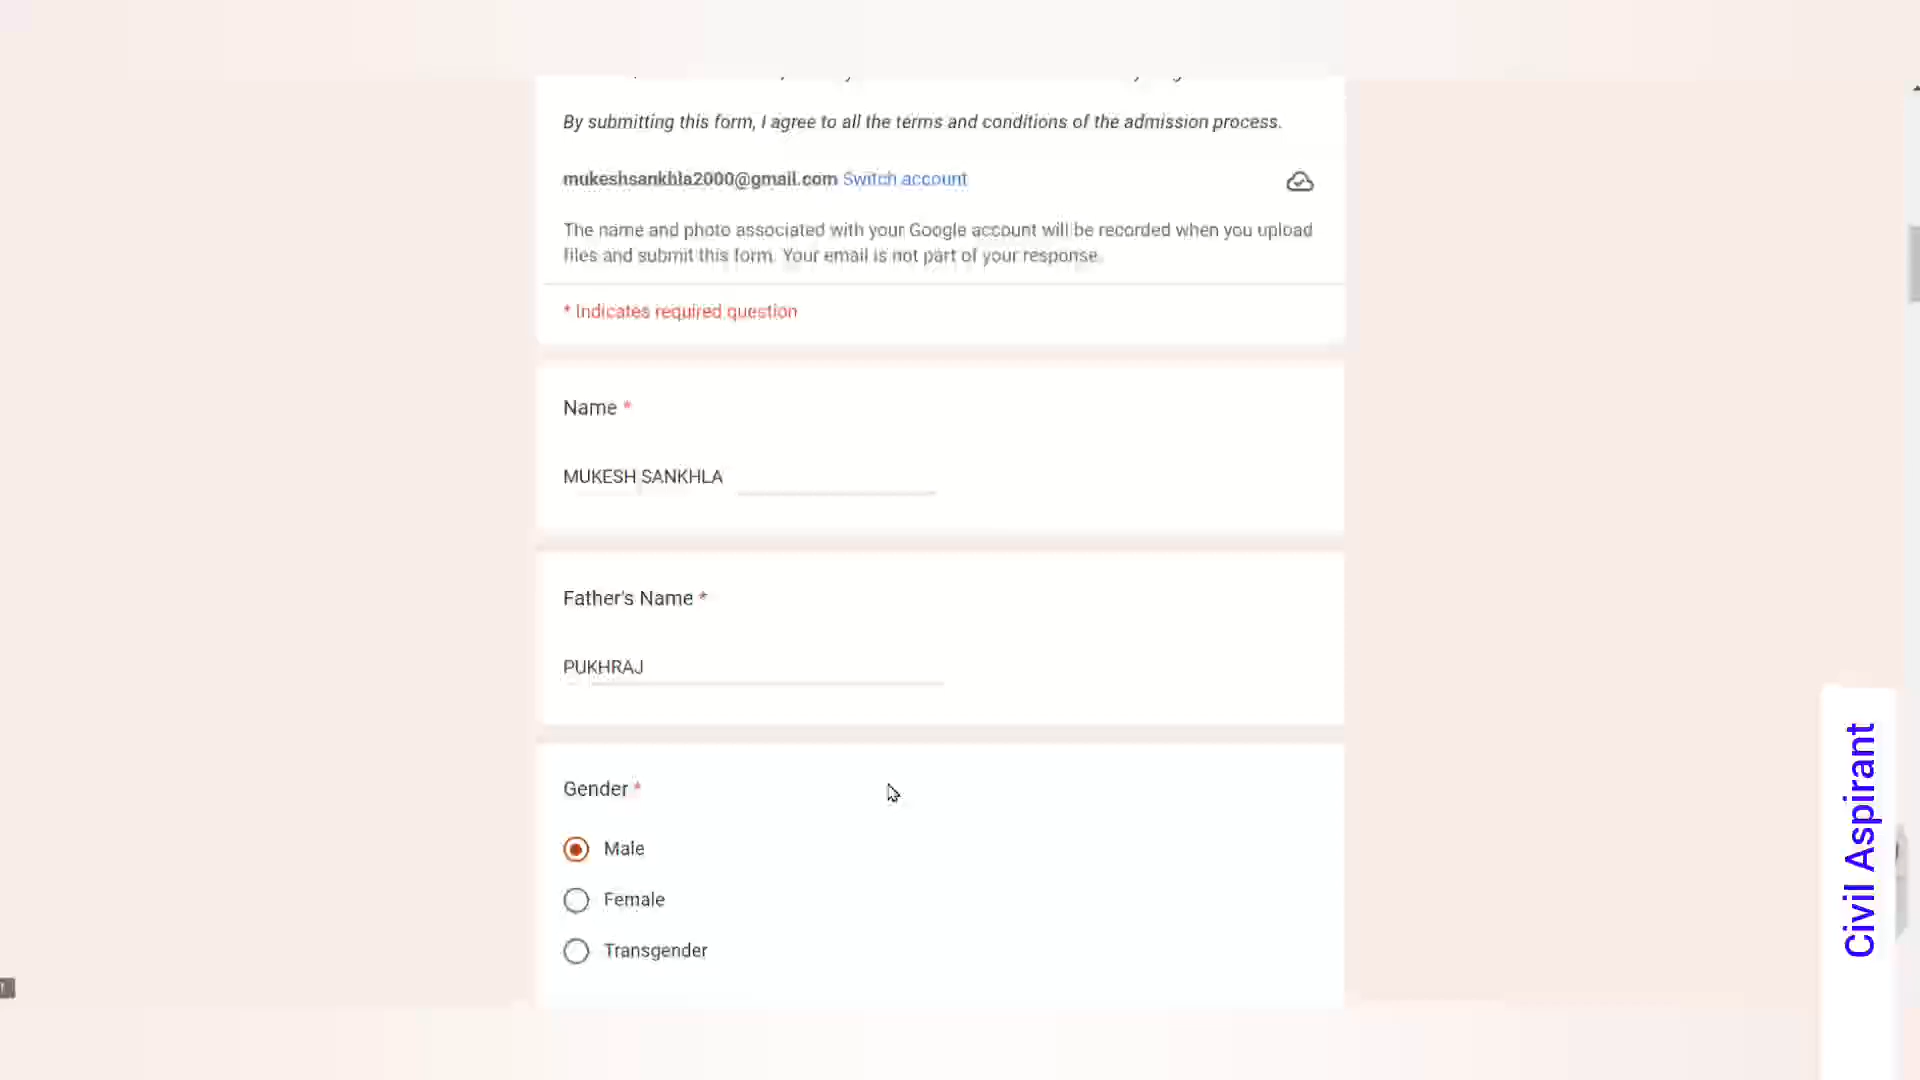 By submitting this form, I agree to all the terms and conditions of the admission process.
mukeshsankhla2000@gmail.com Switch account
The name and photo associated with your Google account will be recorded when you upload
files and submit this form. Your email is not part of your response.
* Indicates required question
Name *
MUKESH SANKHLA
Father's Name *
PUKHRAJ
Gender *
Male
Female
Transgender
Civil Aspirant